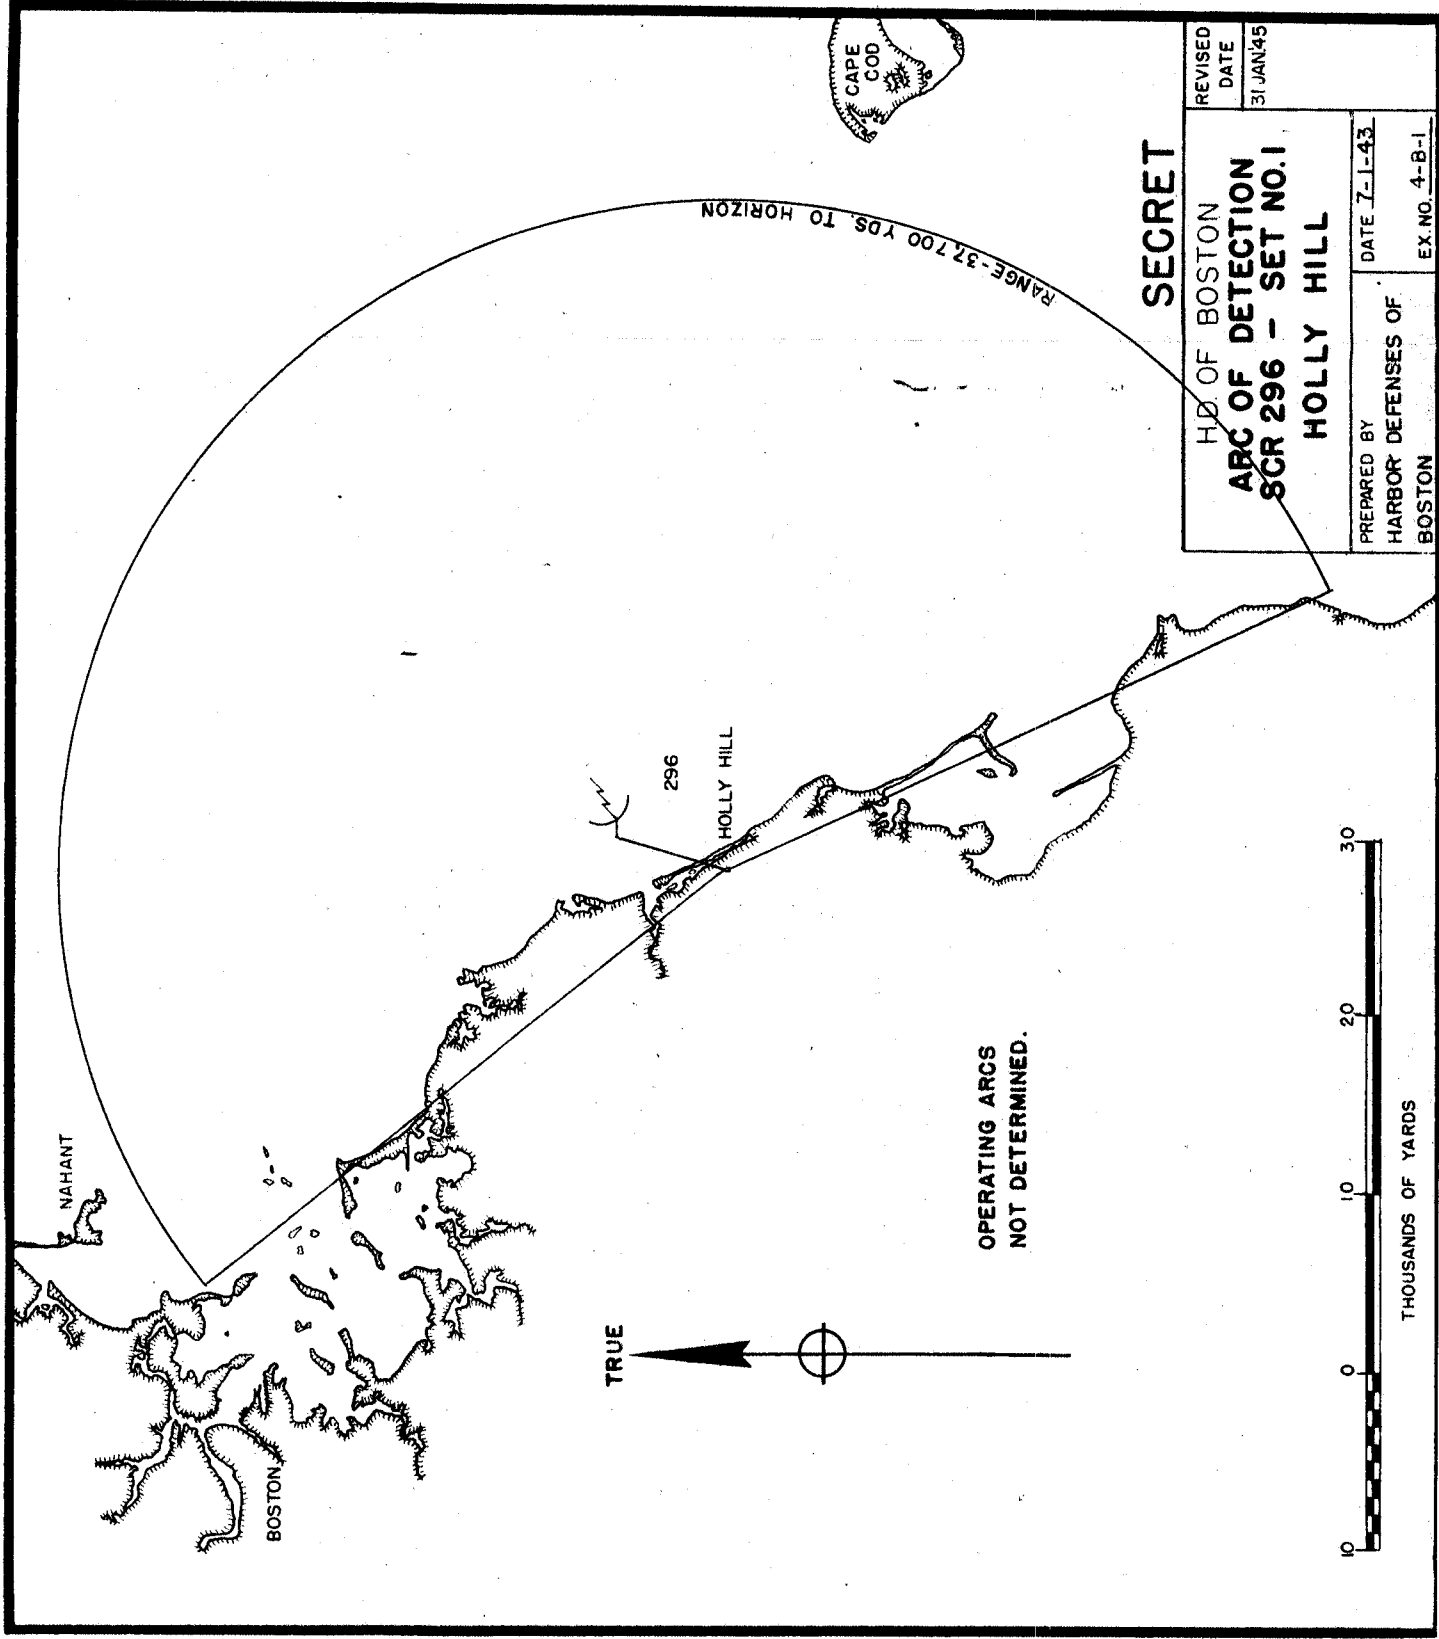 NAHANT
BOSTON
CAPE
COD
RANGE-37,700 YDS. TO HORIZON
296
HOLLY HILL
TRUE
OPERATING ARCS
NOT DETERMINED.
10 0 10 20 30
THOUSANDS OF YARDS
SECRET
H.D. OF BOSTON
ARC OF DETECTION
SCR 296 - SET NO.1
HOLLY HILL
REVISED
DATE
31 JAN.45
PREPARED BY
HARBOR DEFENSES OF
BOSTON
DATE 7-1-43
EX. NO. 4-B-1